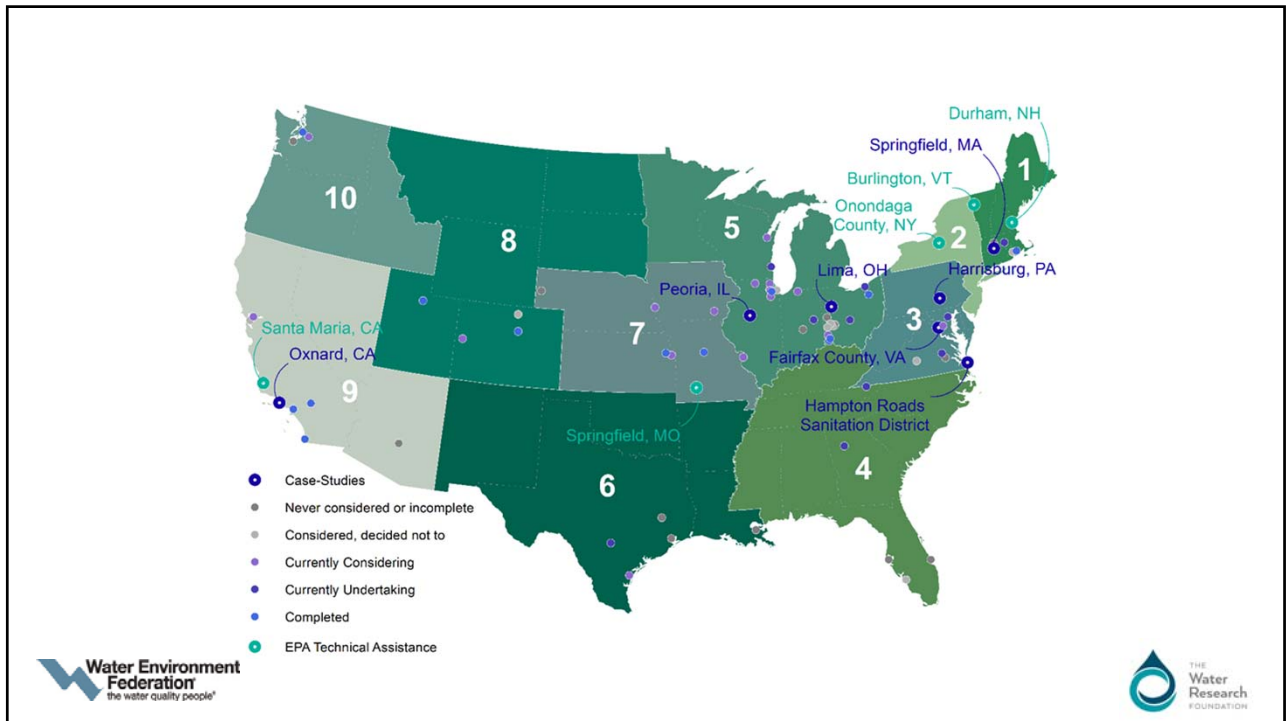 Durham, NH
Springfield, MA
Burlington, VT
Onondaga
County, NY
1
2
10
5
8
Lima, OH
Harrisburg, PA
Peoria, IL
3
7
Santa Maria, CA
Oxnard, CA
Fairfax County, VA
9
Hampton Roads
Sanitation District
Springfield, MO
4
6
Case-Studies
Never considered or incomplete
Considered, decided not to
Currently Considering
Currently Undertaking
Completed
EPA Technical Assistance
Water Environment
Federation®
the water quality people®
THE
Water
Research
FOUNDATION